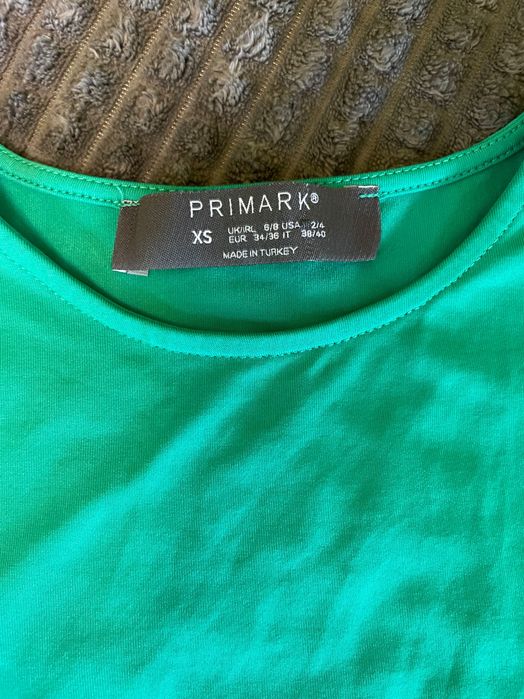 PRIMARK®
XS UK/IRL 6/8 USA 2/4
EUR 34/36 IT 38/40
MADE IN TURKEY